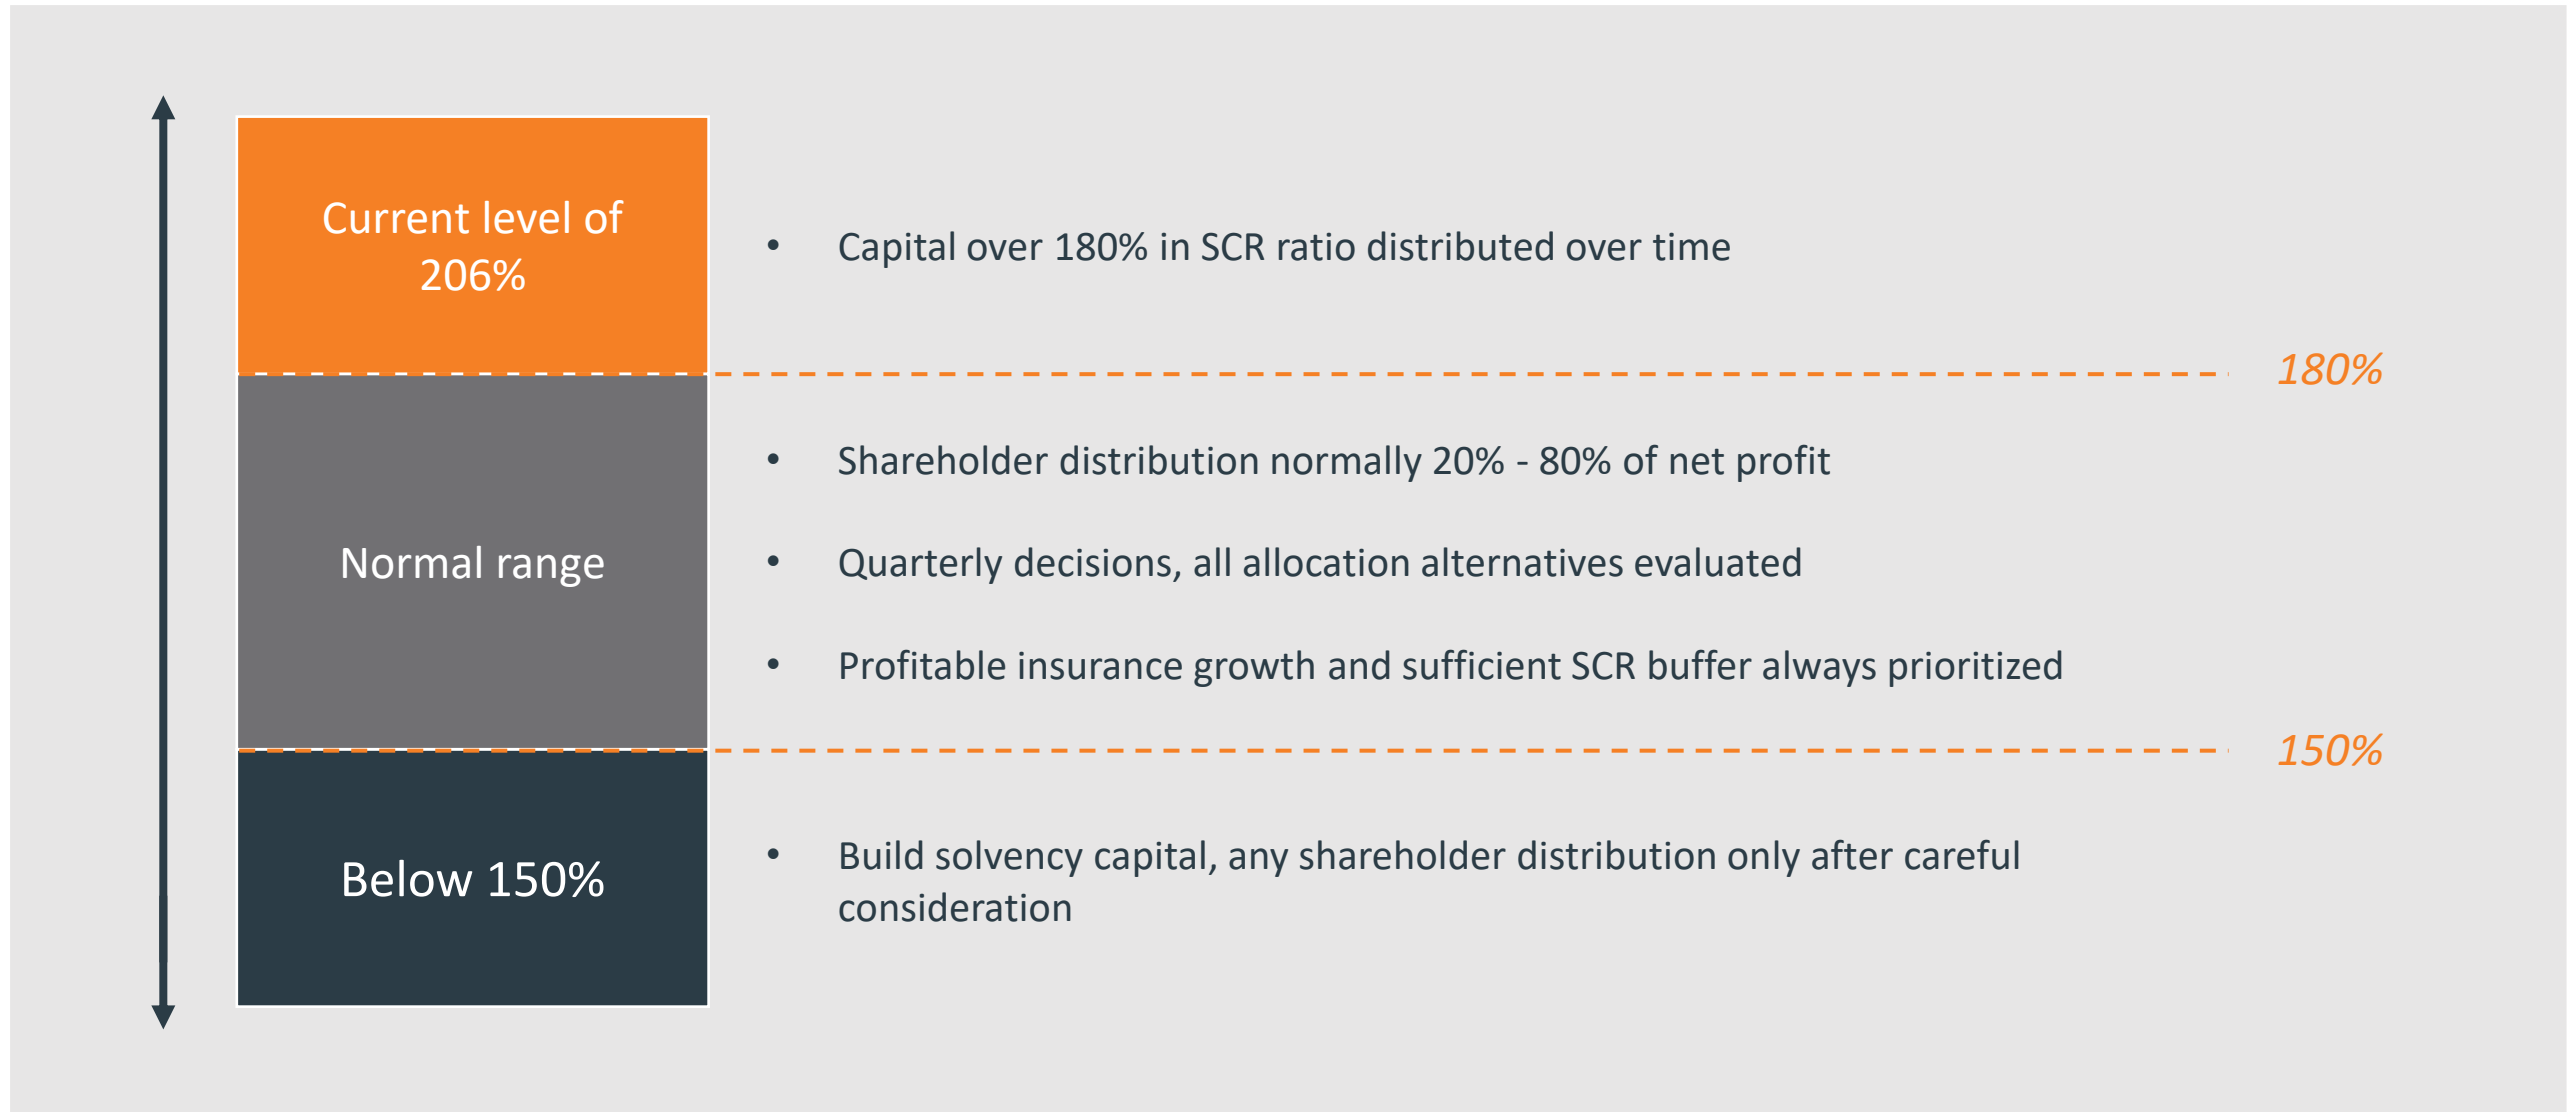 Current level of
206%
• Capital over 180% in SCR ratio distributed over time
180%
• Shareholder distribution normally 20% - 80% of net profit
Normal range
• Quarterly decisions, all allocation alternatives evaluated
• Profitable insurance growth and sufficient SCR buffer always prioritized
150%
Below 150%
• Build solvency capital, any shareholder distribution only after careful
consideration